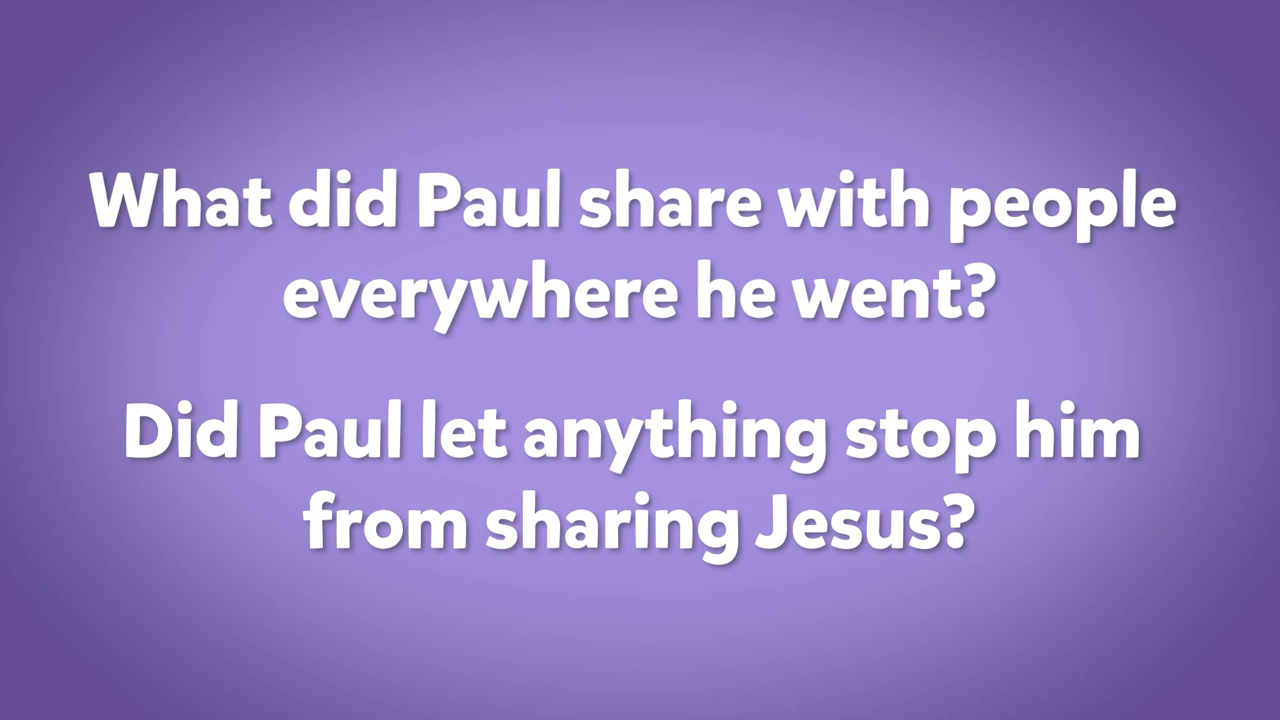 What did Paul share with people
everywhere he went?
Did Paul let anything stop him
from sharing Jesus?